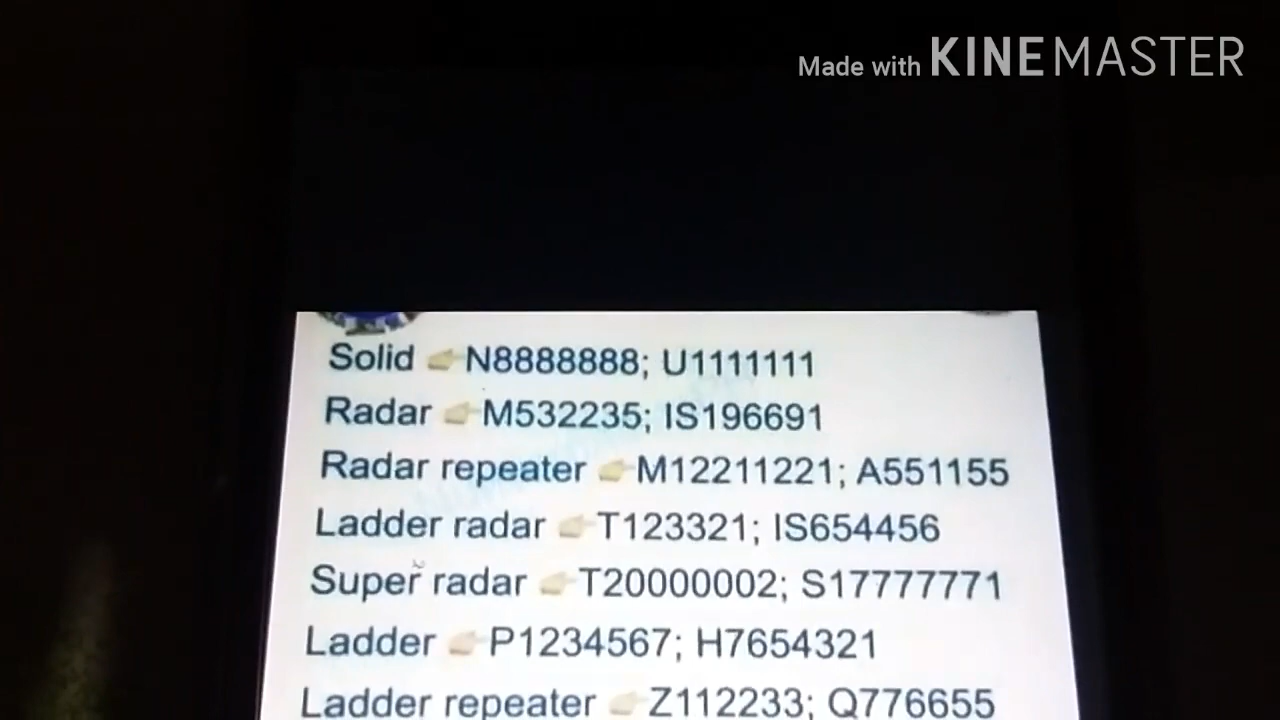 Made with KINEMASTER
Solid 👉 N8888888; U1111111
Radar 👉 M532235; IS196691
Radar repeater 👉 M12211221; A551155
Ladder radar 👉 T123321; IS654456
Super radar 👉 T20000002; S17777771
Ladder 👉 P1234567; H7654321
Ladder repeater 👉 Z112233; Q776655